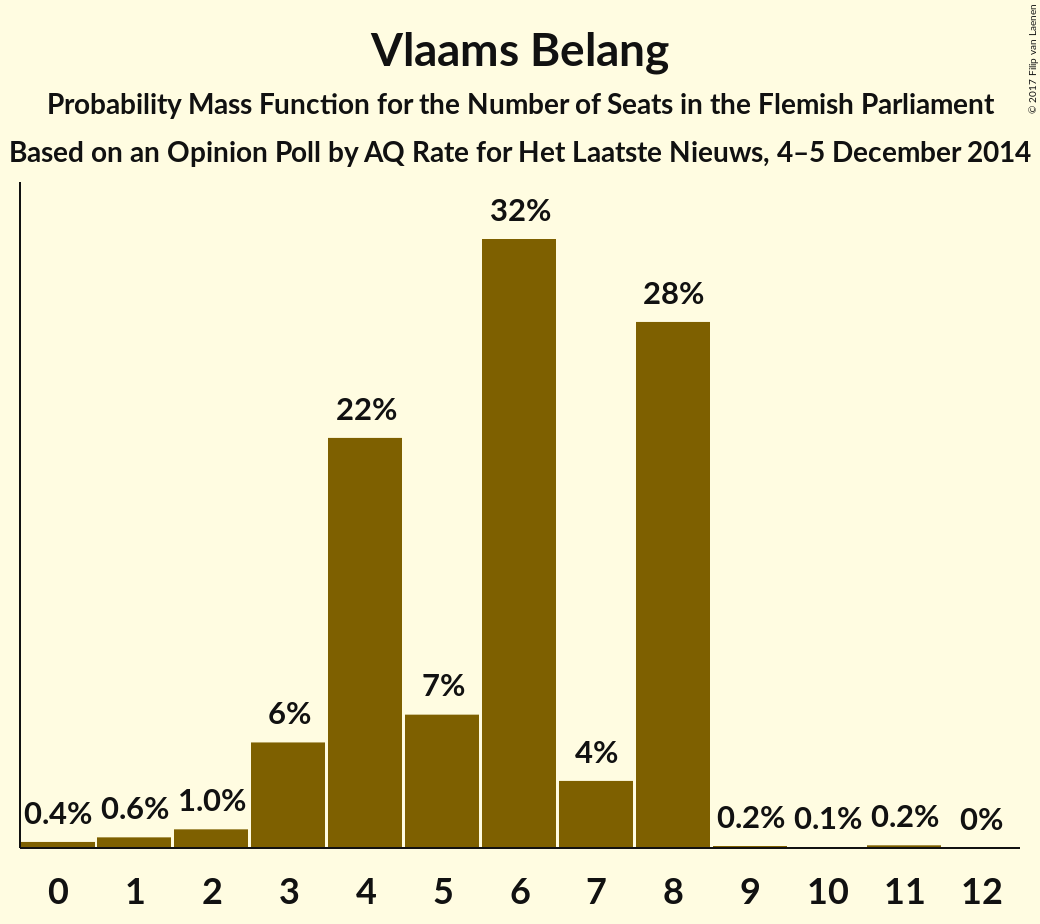 Vlaams Belang
Probability Mass Function for the Number of Seats in the Flemish Parliament
Based on an Opinion Poll by AQ Rate for Het Laatste Nieuws, 4–5 December 2014
© 2017 Filip van Laenen
32%
28%
22%
7%
6%
4%
0.4% 0.6% 1.0% 0.2% 0.1% 0.2% 0%
0 1 2 3 4 5 6 7 8 9 10 11 12